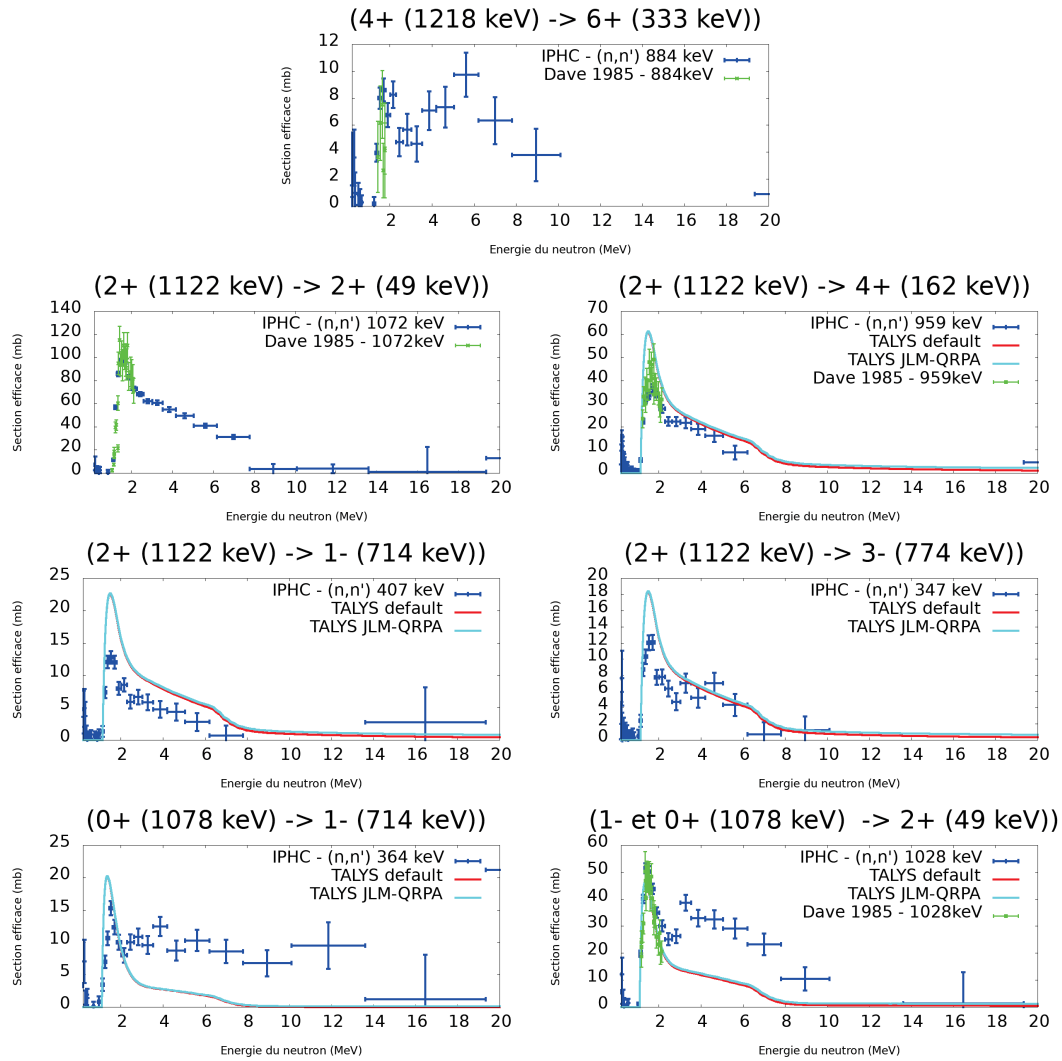 (4+ (1218 keV) -> 6+ (333 keV))
12
10
8
6
4
2
0
Section efficace (mb)
IPHC - (n,n') 884 keV
Dave 1985 - 884keV
2 4 6 8 10 12 14 16 18 20
Energie du neutron (MeV)
(2+ (1122 keV) -> 2+ (49 keV))
140
120
100
80
60
40
20
0
Section efficace (mb)
IPHC - (n,n') 1072 keV
Dave 1985 - 1072keV
2 4 6 8 10 12 14 16 18 20
Energie du neutron (MeV)
(2+ (1122 keV) -> 4+ (162 keV))
70
60
50
40
30
20
10
0
Section efficace (mb)
IPHC - (n,n') 959 keV
TALYS default
TALYS JLM-QRPA
Dave 1985 - 959keV
2 4 6 8 10 12 14 16 18 20
Energie du neutron (MeV)
(2+ (1122 keV) -> 1- (714 keV))
25
20
15
10
5
0
Section efficace (mb)
IPHC - (n,n') 407 keV
TALYS default
TALYS JLM-QRPA
2 4 6 8 10 12 14 16 18 20
Energie du neutron (MeV)
(2+ (1122 keV) -> 3- (774 keV))
20
18
16
14
12
10
8
6
4
2
0
Section efficace (mb)
IPHC - (n,n') 347 keV
TALYS default
TALYS JLM-QRPA
2 4 6 8 10 12 14 16 18 20
Energie du neutron (MeV)
(0+ (1078 keV) -> 1- (714 keV))
25
20
15
10
5
0
Section efficace (mb)
IPHC - (n,n') 364 keV
TALYS default
TALYS JLM-QRPA
2 4 6 8 10 12 14 16 18 20
Energie du neutron (MeV)
(1- et 0+ (1078 keV) -> 2+ (49 keV))
60
50
40
30
20
10
0
Section efficace (mb)
IPHC - (n,n') 1028 keV
TALYS default
TALYS JLM-QRPA
Dave 1985 - 1028keV
2 4 6 8 10 12 14 16 18 20
Energie du neutron (MeV)